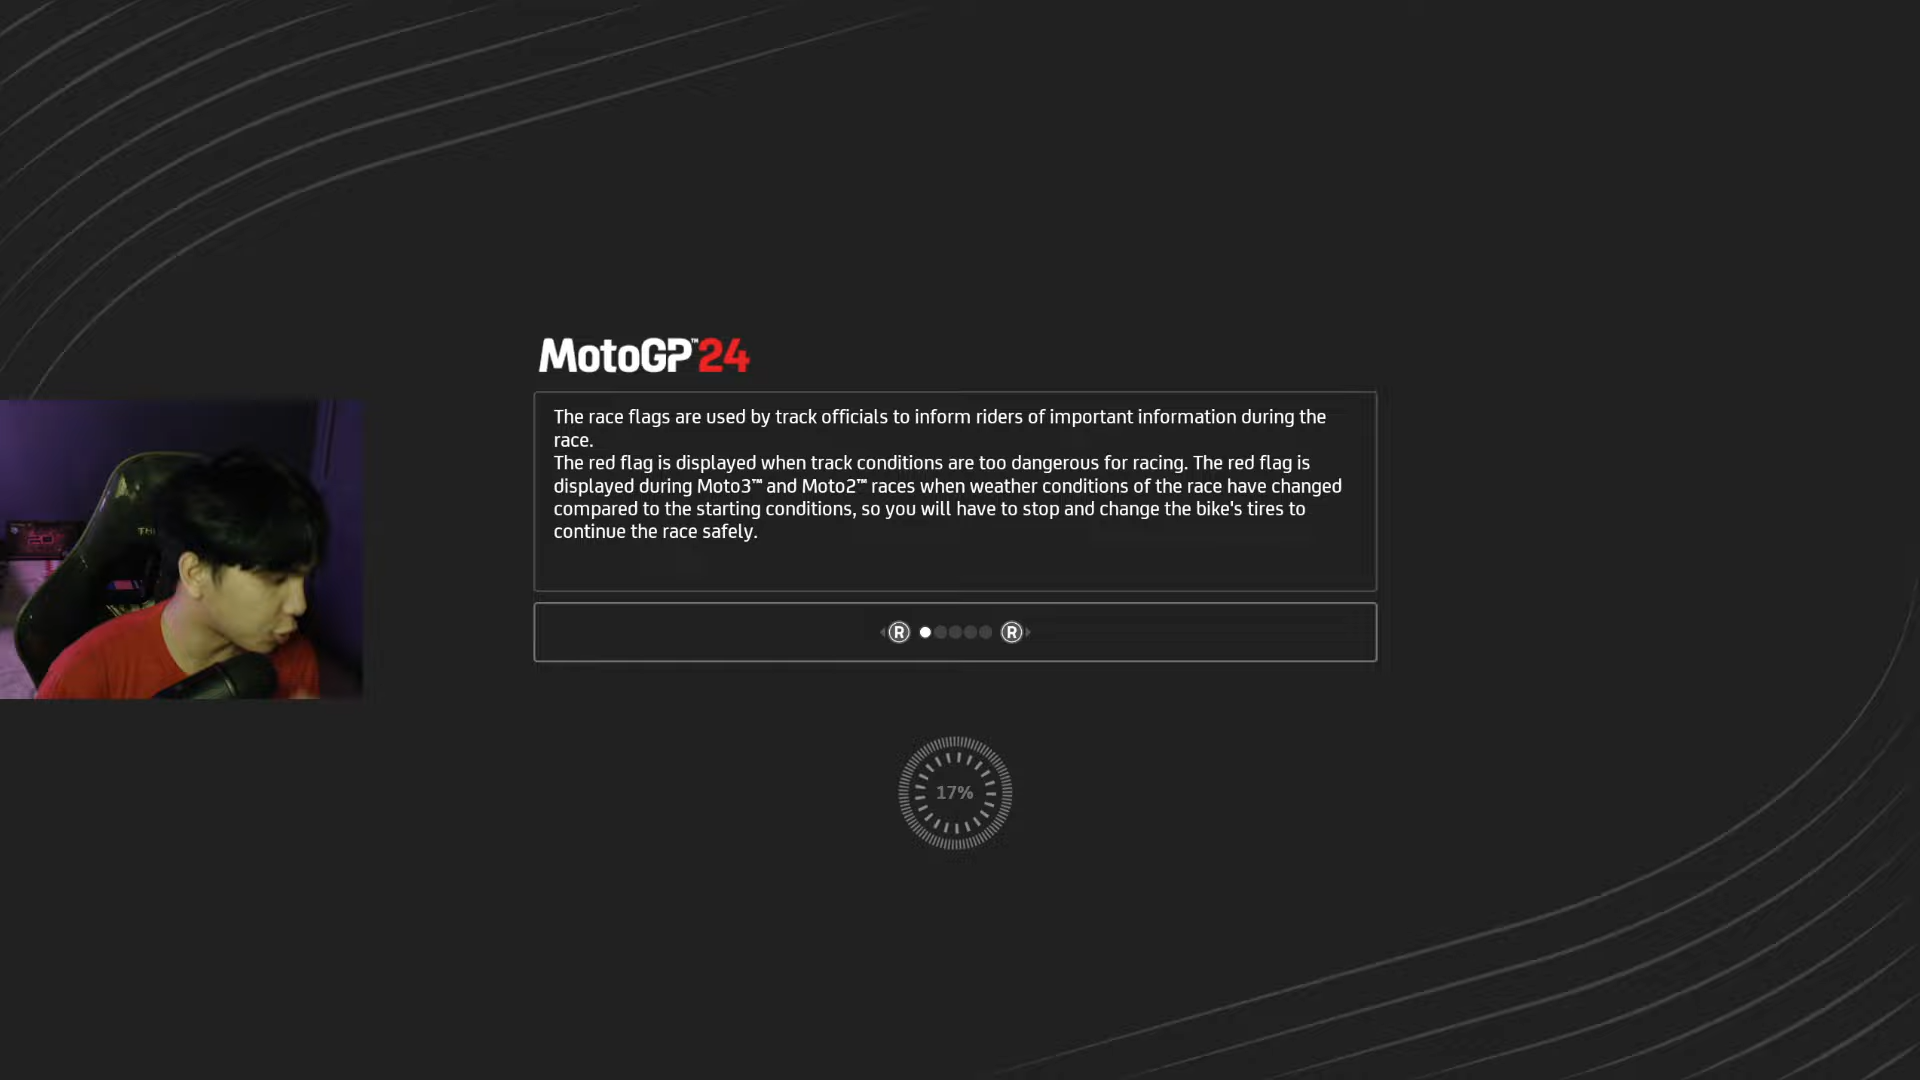 MotoGP™24
The race flags are used by track officials to inform riders of important information during the
race.
The red flag is displayed when track conditions are too dangerous for racing. The red flag is
displayed during Moto3™ and Moto2™ races when weather conditions of the race have changed
compared to the starting conditions, so you will have to stop and change the bike's tires to
continue the race safely.
TH
20
R R
17%